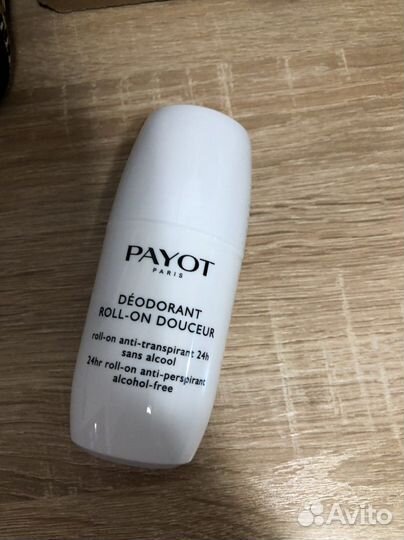 PAYOT
PARIS
DÉODORANT
ROLL-ON DOUCEUR
roll-on anti-transpirant 24h
sans alcool
24hr roll-on anti-perspirant
alcohol-free
Avito